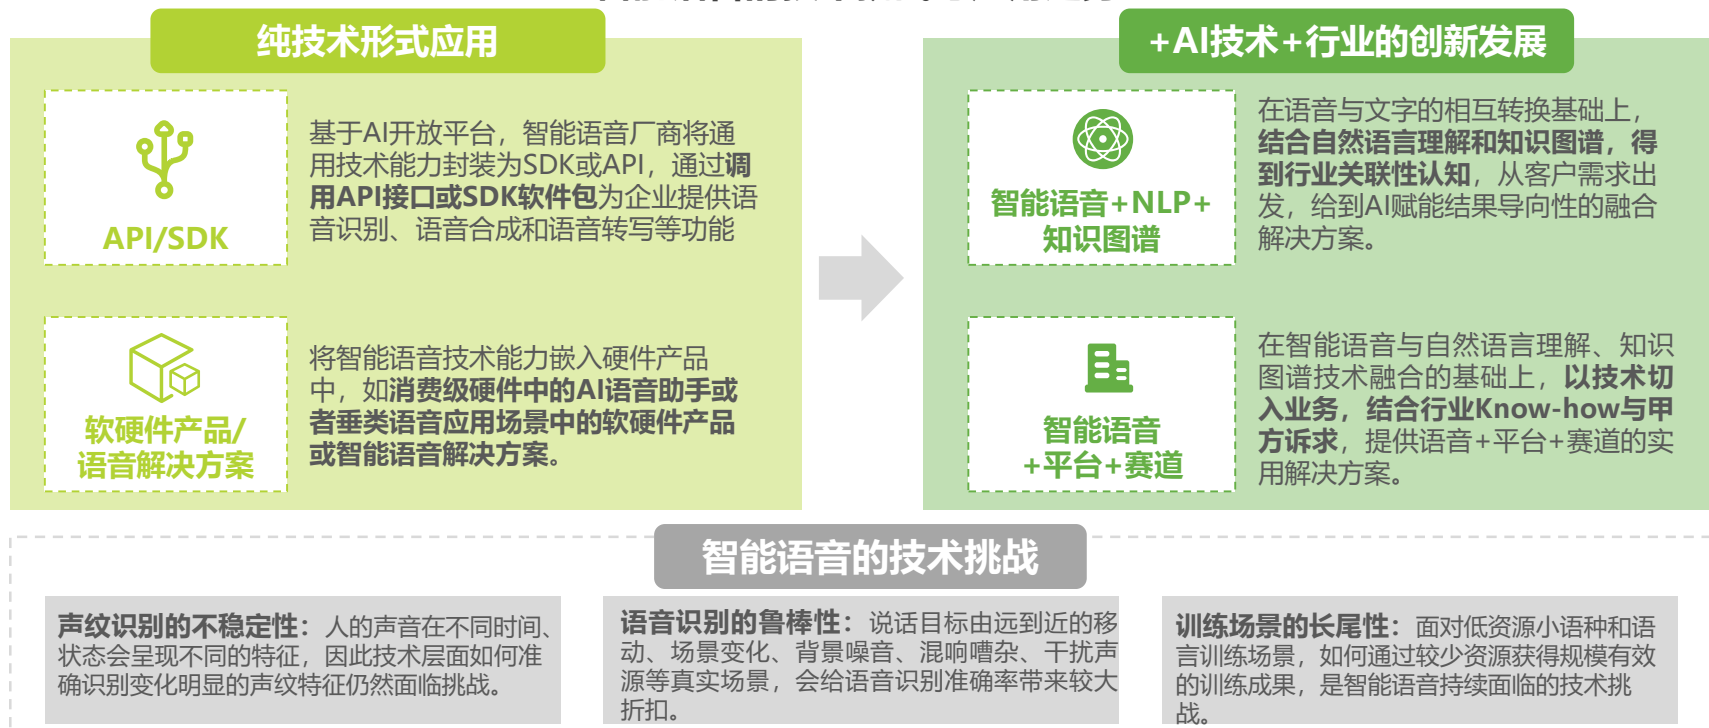 纯技术形式应用
API/SDK
基于AI开放平台，智能语音厂商将通
用技术能力封装为SDK或API，通过调
用API接口或SDK软件包为企业提供语
音识别、语音合成和语音转写等功能
软硬件产品/
语音解决方案
将智能语音技术能力嵌入硬件产品
中，如消费级硬件中的AI语音助手或
者垂类语音应用场景中的软硬件产品
或智能语音解决方案。
+AI技术+行业的创新发展
智能语音+NLP+
知识图谱
在语音与文字的相互转换基础上，
结合自然语言理解和知识图谱，得
到行业关联性认知，从客户需求出
发，给到AI赋能结果导向性的融合
解决方案。
智能语音
+平台+赛道
在智能语音与自然语言理解、知识
图谱技术融合的基础上，以技术切
入业务，结合行业Know-how与甲
方诉求，提供语音+平台+赛道的实
用解决方案。
智能语音的技术挑战
声纹识别的不稳定性：人的声音在不同时间、
状态会呈现不同的特征，因此技术层面如何准
确识别变化明显的声纹特征仍然面临挑战。
语音识别的鲁棒性：说话目标由远到近的移
动、场景变化、背景噪音、混响嘈杂、干扰声
源等真实场景，会给语音识别准确率带来较大
折扣。
训练场景的长尾性：面对低资源小语种和语
言训练场景，如何通过较少资源获得规模有效
的训练成果，是智能语音持续面临的技术挑
战。